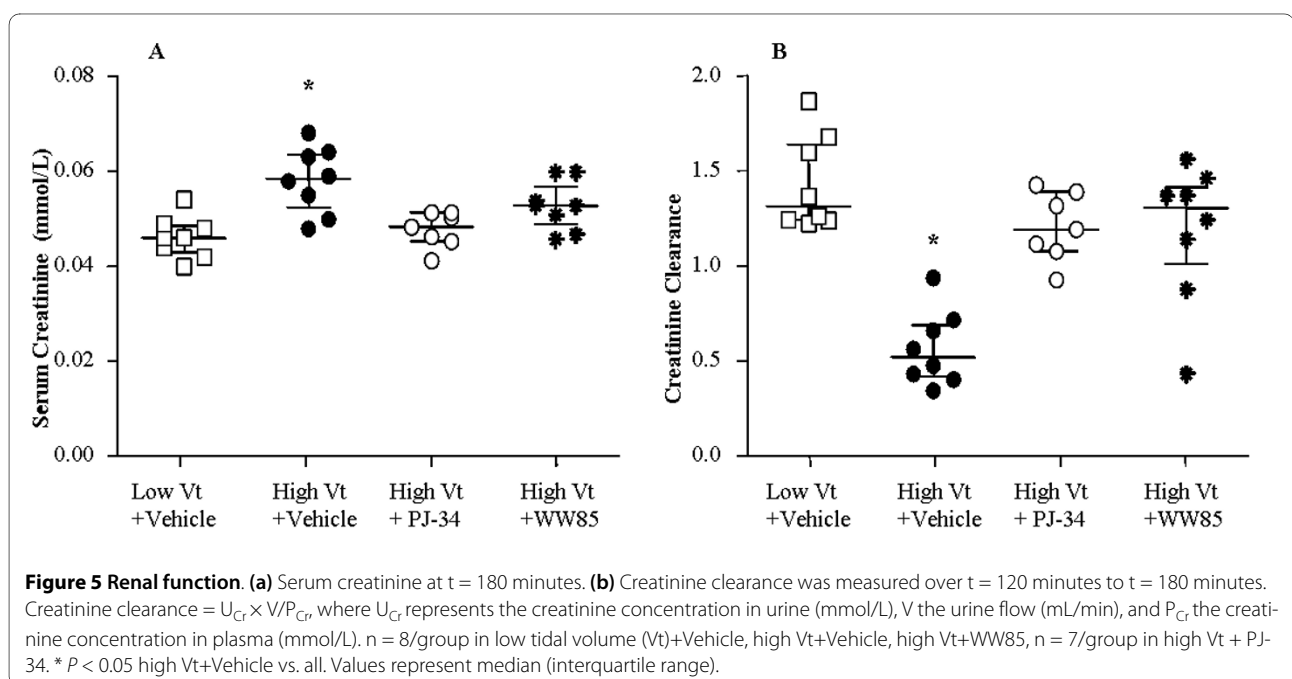 A
B
Serum Creatinine (mmol/L)
0.08
0.06
0.04
0.02
0.00
*
Low Vt
+Vehicle
High Vt
+Vehicle
High Vt
+ PJ-34
High Vt
+WW85
Creatinine Clearance
2.0
1.5
1.0
0.5
0.0
*
Low Vt
+Vehicle
High Vt
+Vehicle
High Vt
+ PJ-34
High Vt
+WW85
Figure 5 Renal function. (a) Serum creatinine at t = 180 minutes. (b) Creatinine clearance was measured over t = 120 minutes to t = 180 minutes.
Creatinine clearance = UCr × V/PCr, where UCr represents the creatinine concentration in urine (mmol/L), V the urine flow (mL/min), and PCr the creati-
nine concentration in plasma (mmol/L). n = 8/group in low tidal volume (Vt)+Vehicle, high Vt+Vehicle, high Vt+WW85, n = 7/group in high Vt + PJ-
34. * P < 0.05 high Vt+Vehicle vs. all. Values represent median (interquartile range).